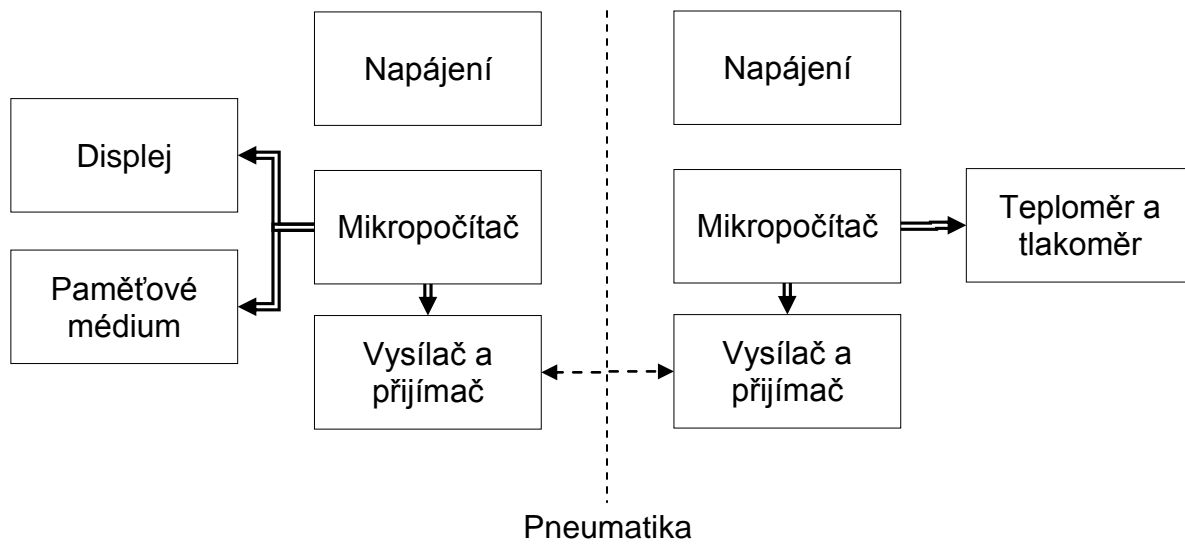 Napájení
Napájení
Displej
Mikropočítač
Mikropočítač
Teploměr a
tlakoměr
Paměťové
médium
Vysílač a
přijímač
Vysílač a
přijímač
Pneumatika